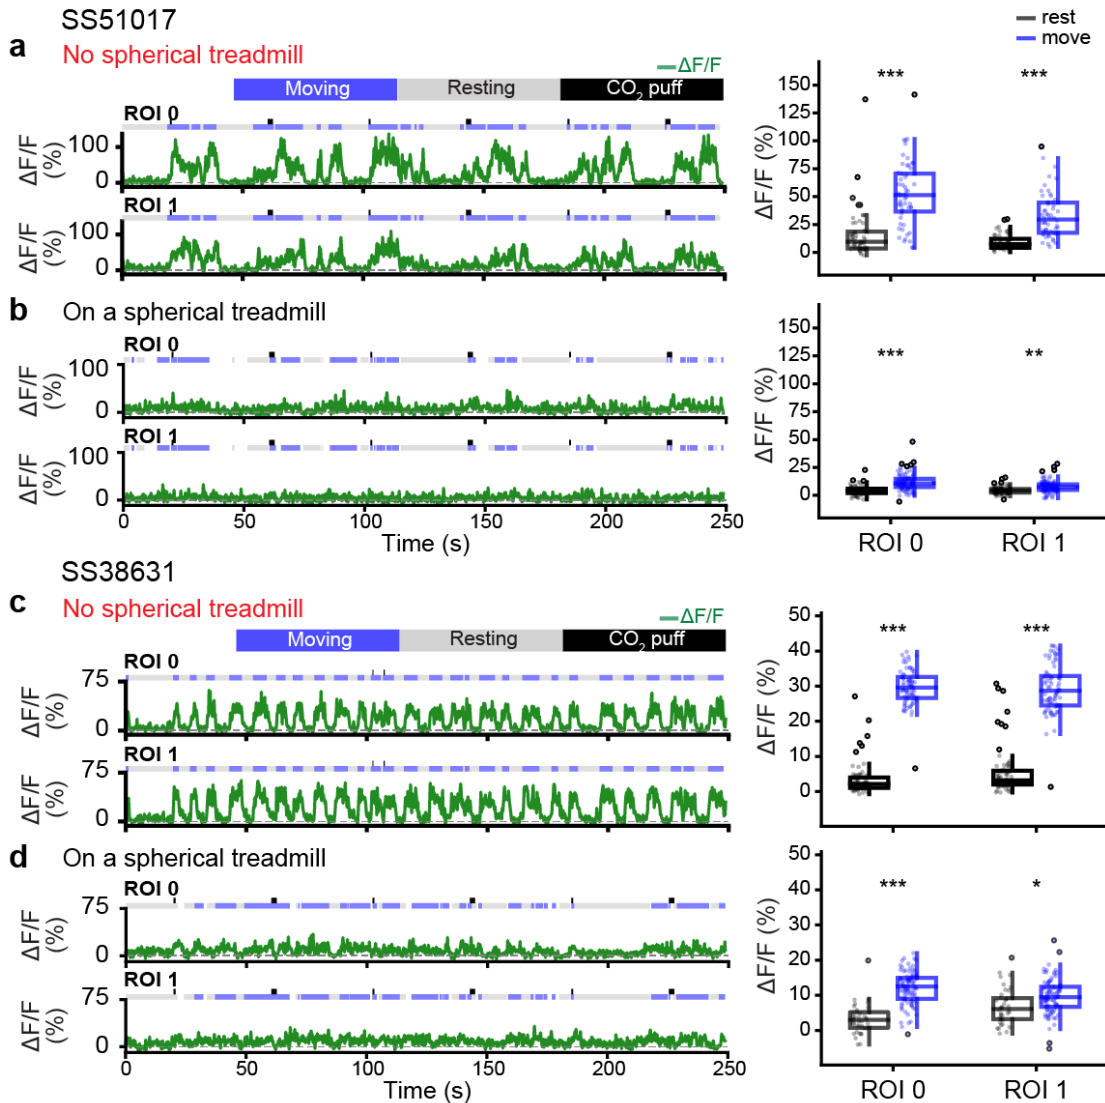 SS51017
a
No spherical treadmill
ΔF/F
Moving
Resting
CO2 puff
ROI 0
100
0
ΔF/F
(%)
ROI 1
100
0
ΔF/F
(%)
rest
move
***
***
150
125
100
75
50
25
0
ΔF/F (%)
b
On a spherical treadmill
ROI 0
100
0
ΔF/F
(%)
ROI 1
100
0
ΔF/F
(%)
0
50
100
150
200
250
Time (s)
***
**
150
125
100
75
50
25
0
ΔF/F (%)
ROI 0
ROI 1
SS38631
c
No spherical treadmill
ΔF/F
Moving
Resting
CO2 puff
ROI 0
75
0
ΔF/F
(%)
ROI 1
75
0
ΔF/F
(%)
***
***
50
40
30
20
10
0
ΔF/F (%)
d
On a spherical treadmill
ROI 0
75
0
ΔF/F
(%)
ROI 1
75
0
ΔF/F
(%)
0
50
100
150
200
250
Time (s)
***
*
50
40
30
20
10
0
ΔF/F (%)
ROI 0
ROI 1